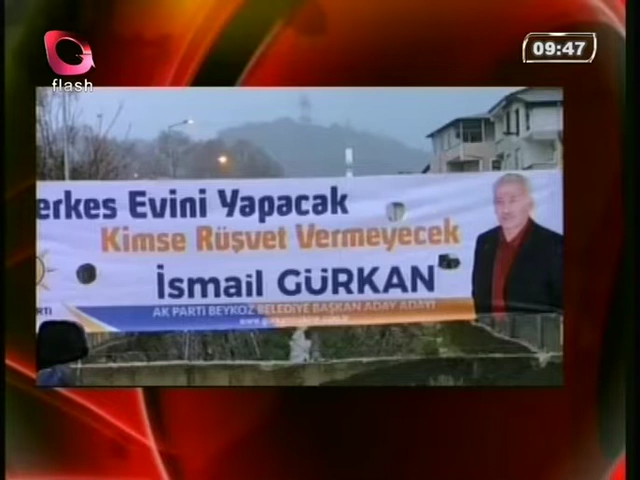 flash
09:47
erkes Evini Yapacak
Kimse Rüşvet Vermeyecek
İsmail GÜRKAN
AK PARTİ BEYKOZ BELEDİYE BAŞKAN ADAY ADAYI